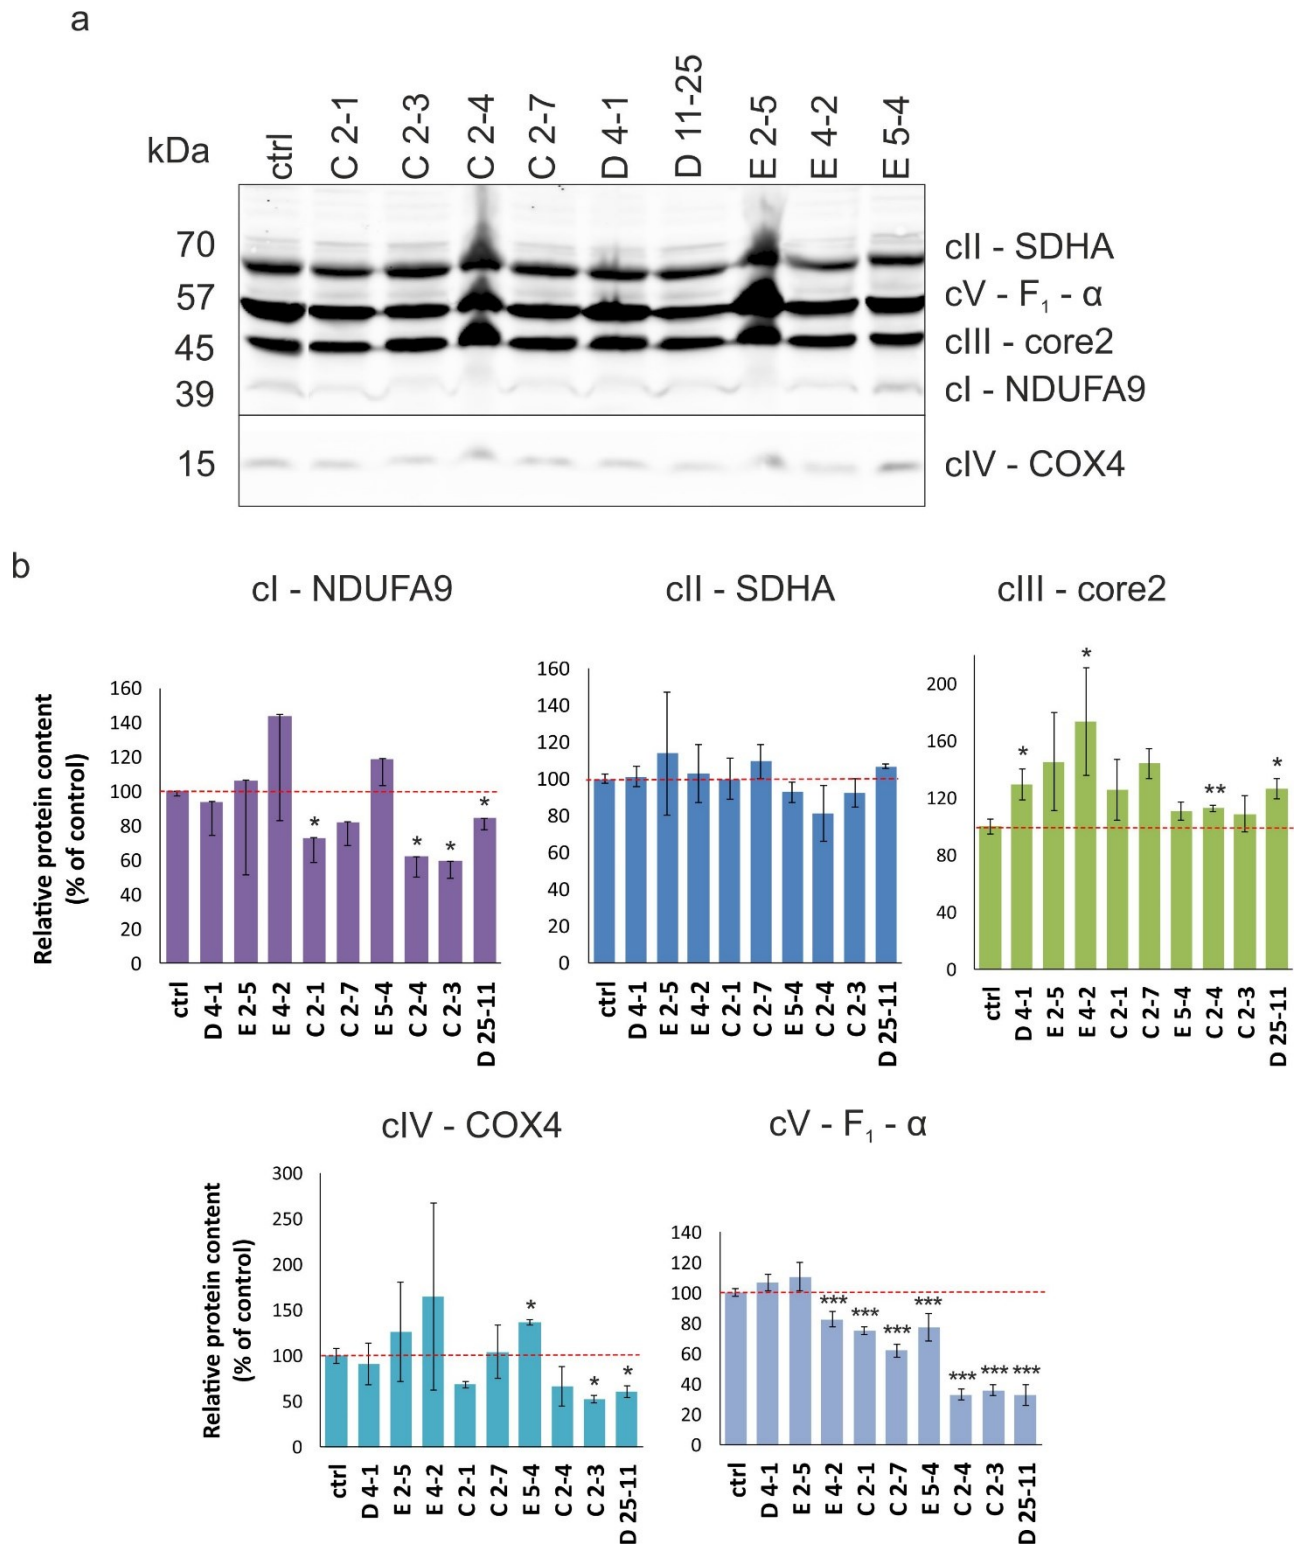 a
kDa
ctrl
C 2-1
C 2-3
C 2-4
C 2-7
D 4-1
D 11-25
E 2-5
E 4-2
E 5-4
70
57
45
39
15
cII - SDHA
cV - F₁ - α
cIII - core2
cI - NDUFA9
cIV - COX4
b
cI - NDUFA9
Relative protein content
(% of control)
160
140
120
100
80
60
40
20
0
*
*
*
*
ctrl
D 4-1
E 2-5
E 4-2
C 2-1
C 2-7
E 5-4
C 2-4
C 2-3
D 25-11
cII - SDHA
160
140
120
100
80
60
40
20
0
ctrl
D 4-1
E 2-5
E 4-2
C 2-1
C 2-7
E 5-4
C 2-4
C 2-3
D 25-11
cIII - core2
200
160
120
80
40
0
*
*
**
*
ctrl
D 4-1
E 2-5
E 4-2
C 2-1
C 2-7
E 5-4
C 2-4
C 2-3
D 25-11
cIV - COX4
Relative protein content
(% of control)
300
250
200
150
100
50
0
*
*
*
ctrl
D 4-1
E 2-5
E 4-2
C 2-1
C 2-7
E 5-4
C 2-4
C 2-3
D 25-11
cV - F₁ - α
140
120
100
80
60
40
20
0
***
***
***
***
***
***
***
ctrl
D 4-1
E 2-5
E 4-2
C 2-1
C 2-7
E 5-4
C 2-4
C 2-3
D 25-11